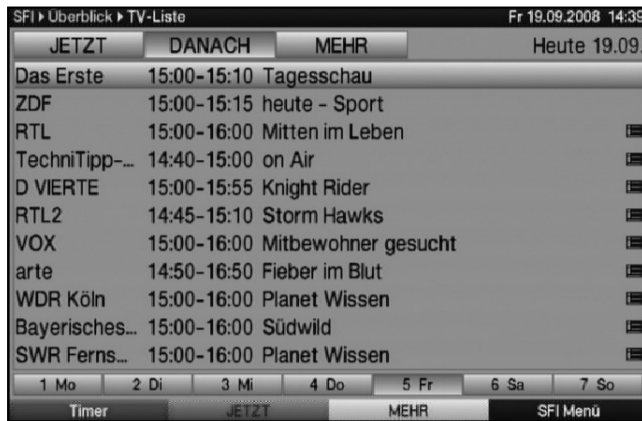 SFI ▸ Überblick ▸ TV-Liste Fr 19.09.2008 14:39
JETZT DANACH MEHR Heute 19.09.
Das Erste 15:00-15:10 Tagesschau
ZDF 15:00-15:15 heute - Sport
RTL 15:00-16:00 Mitten im Leben
TechniTipp-... 14:40-15:00 on Air
D VIERTE 15:00-15:55 Knight Rider
RTL2 14:45-15:10 Storm Hawks
VOX 15:00-16:00 Mitbewohner gesucht
arte 14:50-16:50 Fieber im Blut
WDR Köln 15:00-16:00 Planet Wissen
Bayerisches... 15:00-16:00 Südwild
SWR Ferns... 15:00-16:00 Planet Wissen
1 Mo 2 Di 3 Mi 4 Do 5 Fr 6 Sa 7 So
Timer JETZT MEHR SFI Menü